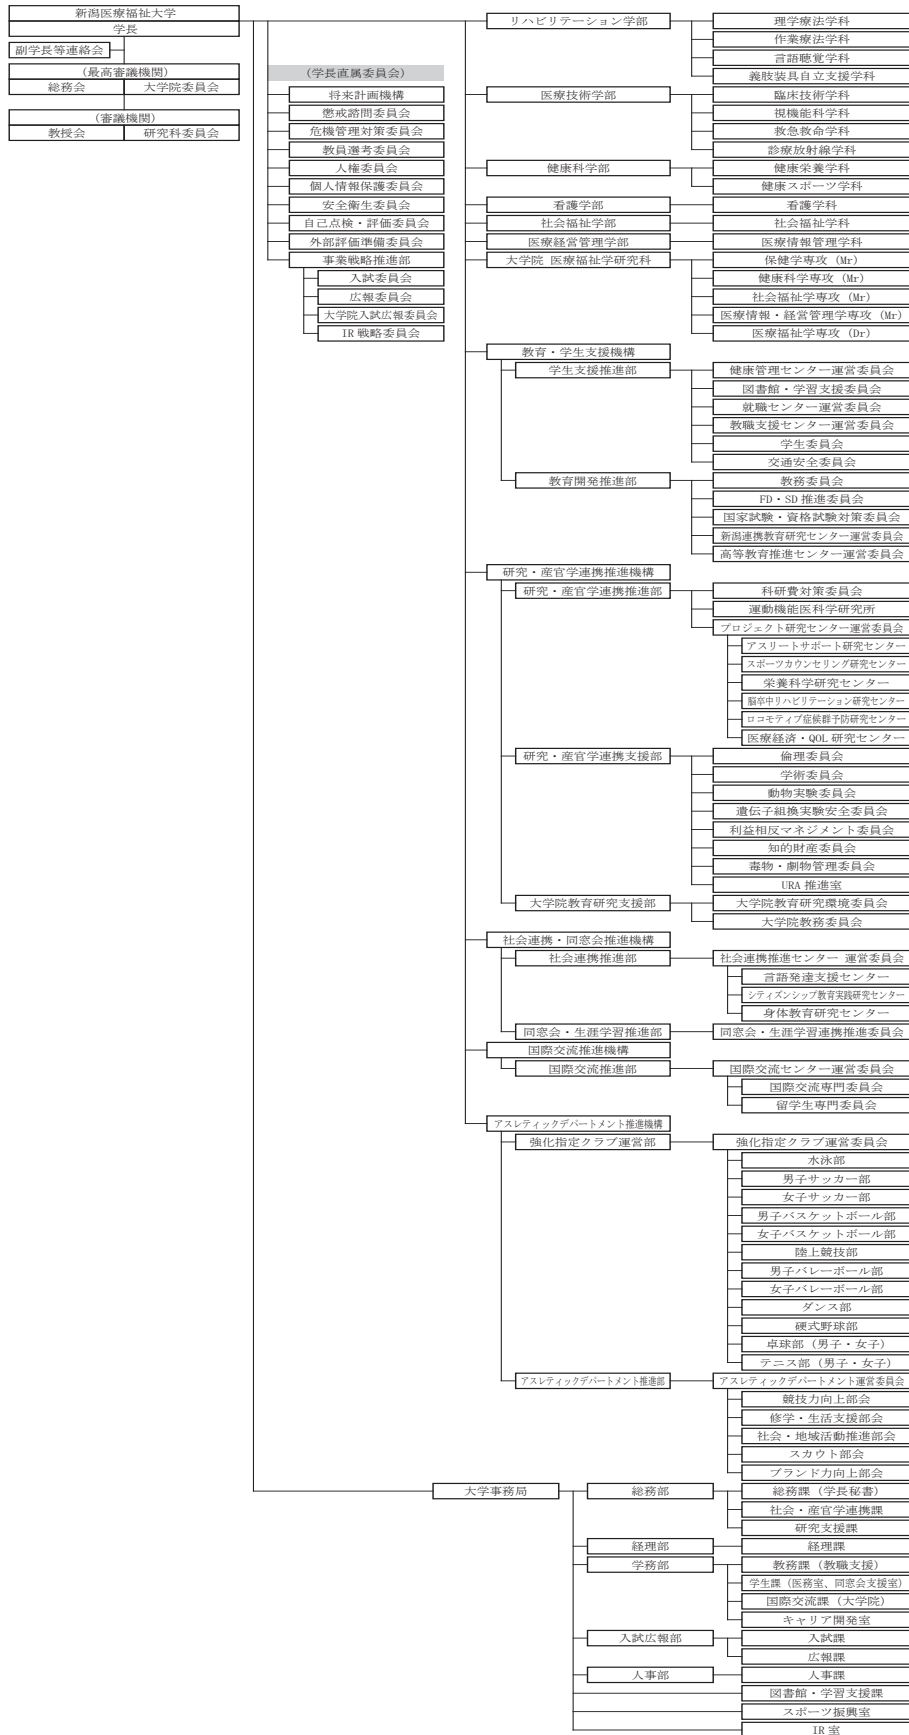 新潟医療福祉大学
学長
副学長等連絡会
(最高審議機関)
総務会 大学院委員会
(審議機関)
教授会 研究科委員会
(学長直属委員会)
将来計画機構
懲戒諮問委員会
危機管理対策委員会
教員選考委員会
人権委員会
個人情報保護委員会
安全衛生委員会
自己点検・評価委員会
外部評価準備委員会
事業戦略推進部
入試委員会
広報委員会
大学院入試広報委員会
IR 戦略委員会
リハビリテーション学部
理学療法学科
作業療法学科
言語聴覚学科
義肢装具自立支援学科
医療技術学部
臨床技術学科
視機能科学科
救急救命学科
診療放射線学科
健康科学部
健康栄養学科
健康スポーツ学科
看護学部
看護学科
社会福祉学部
社会福祉学科
医療経営管理学部
医療情報管理学科
大学院 医療福祉学研究科
保健学専攻 (Mr)
健康科学専攻 (Mr)
社会福祉学専攻 (Mr)
医療情報・経営管理学専攻 (Mr)
医療福祉学専攻 (Dr)
教育・学生支援機構
学生支援推進部
健康管理センター運営委員会
図書館・学習支援委員会
就職センター運営委員会
教職支援センター運営委員会
学生委員会
交通安全委員会
教育開発推進部
教務委員会
FD・SD 推進委員会
国家試験・資格試験対策委員会
新潟連携教育研究センター運営委員会
高等教育推進センター運営委員会
研究・産官学連携推進機構
研究・産官学連携推進部
科研費対策委員会
運動機能医科学研究所
プロジェクト研究センター運営委員会
アスリートサポート研究センター
スポーツカウンセリング研究センター
栄養科学研究センター
脳卒中リハビリテーション研究センター
ロコモティブ症候群予防研究センター
医療経済・QOL 研究センター
研究・産官学連携支援部
倫理委員会
学術委員会
動物実験委員会
遺伝子組換実験安全委員会
利益相反マネジメント委員会
知的財産委員会
毒物・劇物管理委員会
URA 推進室
大学院教育研究支援部
大学院教育研究環境委員会
大学院教務委員会
社会連携・同窓会推進機構
社会連携推進部
社会連携推進センター 運営委員会
言語発達支援センター
シティズンシップ教育実践研究センター
身体教育研究センター
同窓会・生涯学習推進部
同窓会・生涯学習連携推進委員会
国際交流推進機構
国際交流推進部
国際交流センター運営委員会
国際交流専門委員会
留学生専門委員会
アスレティックデパートメント推進機構
強化指定クラブ運営部
強化指定クラブ運営委員会
水泳部
男子サッカー部
女子サッカー部
男子バスケットボール部
女子バスケットボール部
陸上競技部
男子バレーボール部
女子バレーボール部
ダンス部
硬式野球部
卓球部 (男子・女子)
テニス部 (男子・女子)
アスレティックデパートメント推進部
アスレティックデパートメント運営委員会
競技力向上部会
修学・生活支援部会
社会・地域活動推進部会
スカウト部会
ブランド力向上部会
大学事務局
総務部
総務課 (学長秘書)
社会・産官学連携課
研究支援課
経理部
経理課
学務部
教務課 (教職支援)
学生課 (医務室、同窓会支援室)
国際交流課 (大学院)
キャリア開発室
入試広報部
入試課
広報課
人事部
人事課
図書館・学習支援課
スポーツ振興室
IR 室